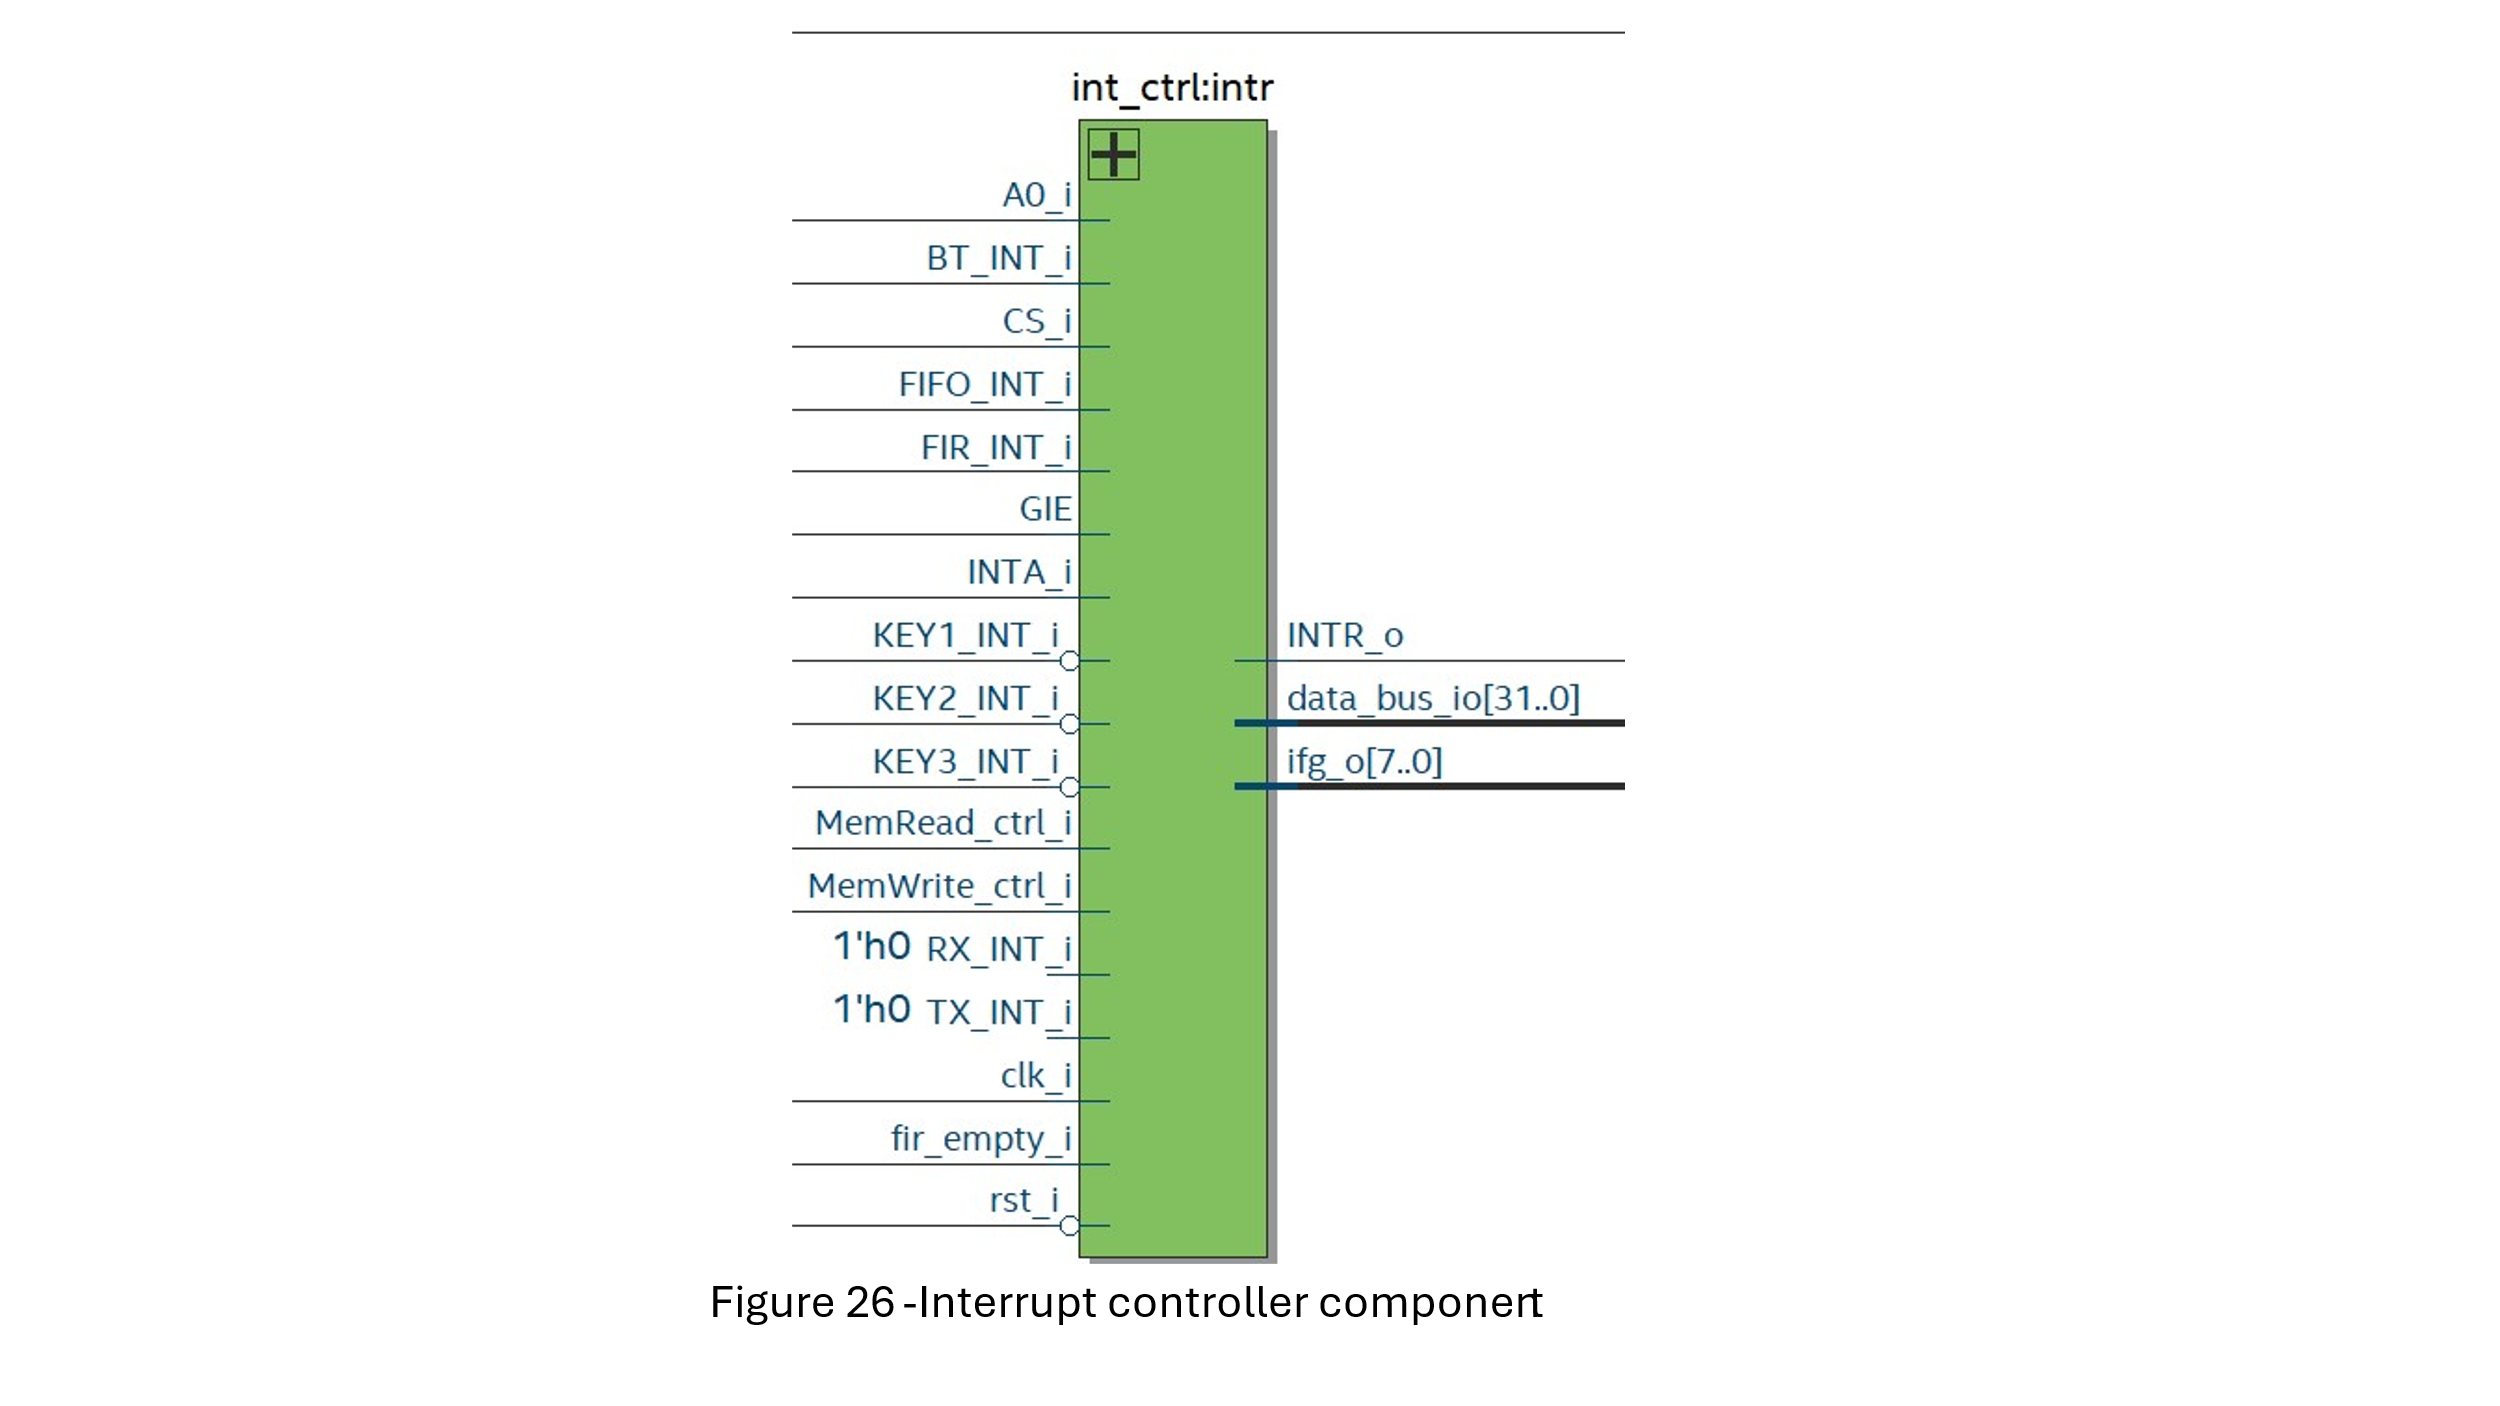 int_ctrl:intr
A0_i
BT_INT_i
CS_i
FIFO_INT_i
FIR_INT_i
GIE
INTA_i
KEY1_INT_i
INTR_o
KEY2_INT_i
data_bus_io[31..0]
KEY3_INT_i
ifg_o[7..0]
MemRead_ctrl_i
MemWrite_ctrl_i
1'h0 RX_INT_i
1'h0 TX_INT_i
clk_i
fir_empty_i
rst_i
Figure 26 -Interrupt controller component